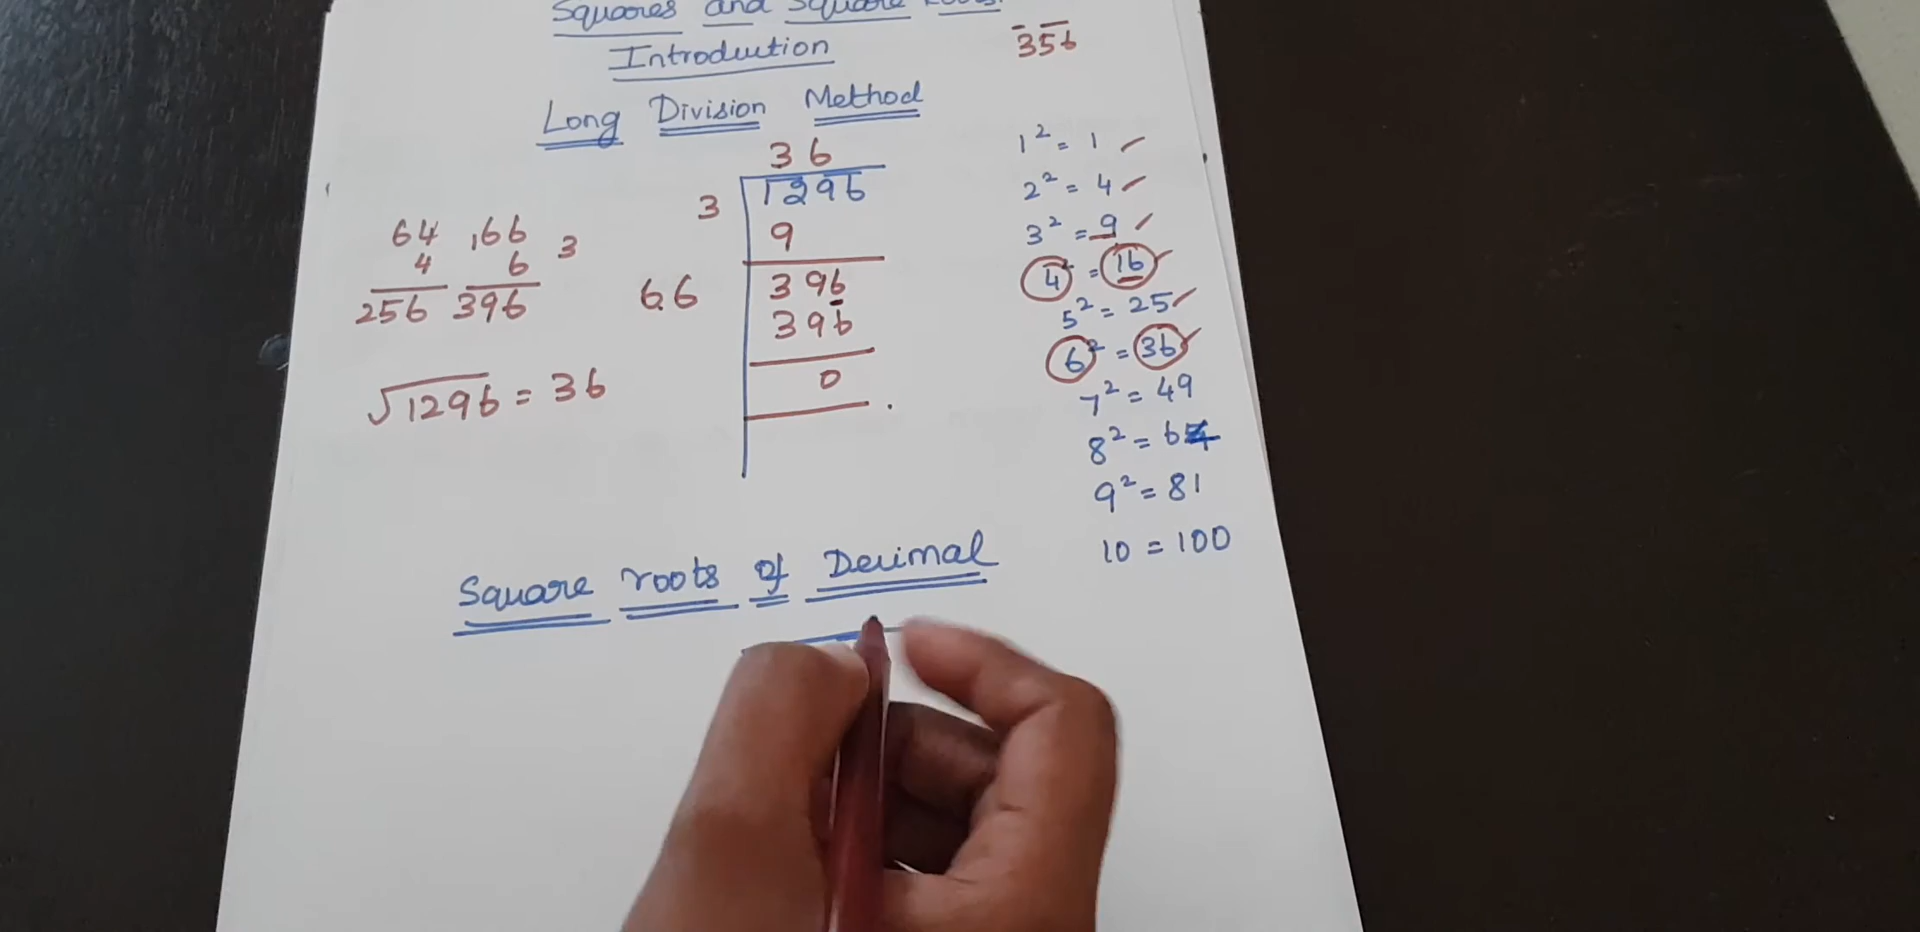 Squares and Square Roots.
Introduction
356
Long Division Method
36
3 1296
9
66 396
396
0
64
4
256
166
6
396
3
√1296 = 36
1² = 1
2² = 4
3² = 9
4² = 16
5² = 25
6² = 36
7² = 49
8² = 64
9² = 81
10 = 100
Square roots of Decimal